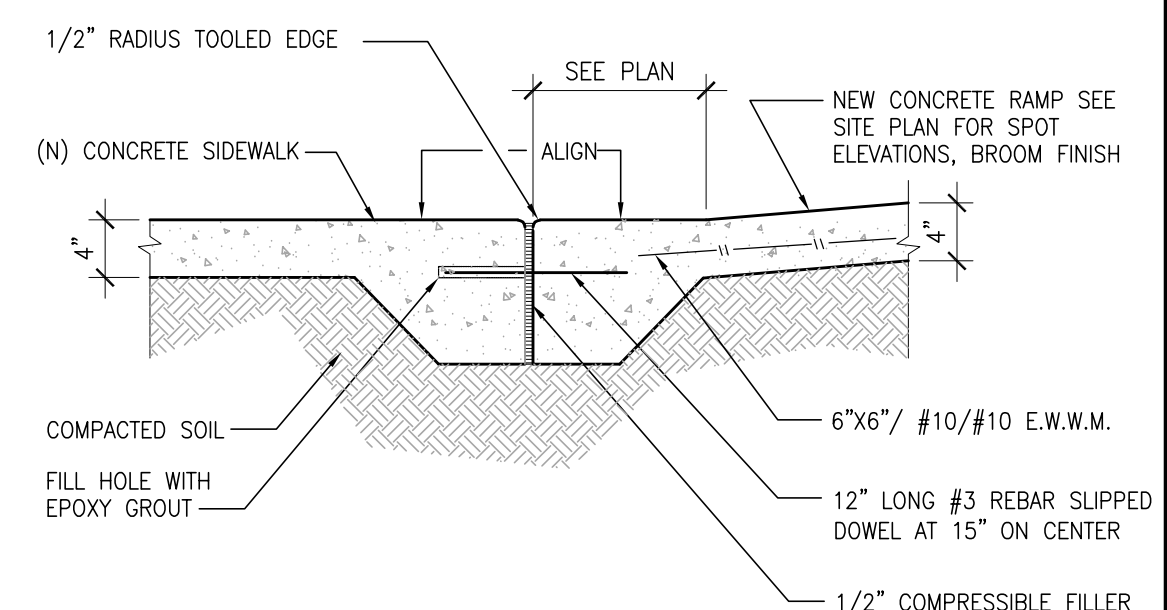 1/2" RADIUS TOOLED EDGE
SEE PLAN
NEW CONCRETE RAMP SEE
SITE PLAN FOR SPOT
ELEVATIONS, BROOM FINISH
(N) CONCRETE SIDEWALK
ALIGN
4"
4"
6"X6"/ #10/#10 E.W.W.M.
COMPACTED SOIL
FILL HOLE WITH
EPOXY GROUT
12" LONG #3 REBAR SLIPPED
DOWEL AT 15" ON CENTER
1/2" COMPRESSIBLE FILLER